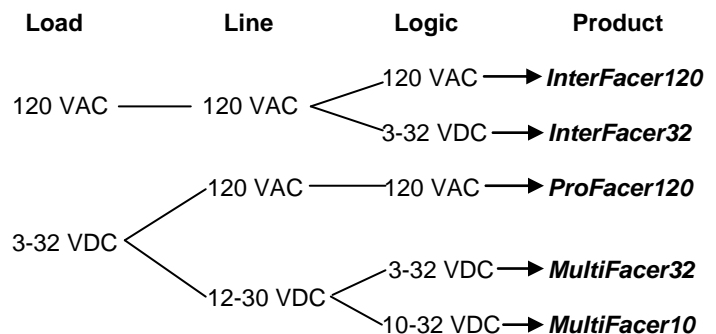 Load Line Logic Product
120 VAC InterFacer120
120 VAC 120 VAC
3-32 VDC InterFacer32
120 VAC 120 VAC ProFacer120
3-32 VDC
3-32 VDC MultiFacer32
12-30 VDC
10-32 VDC MultiFacer10